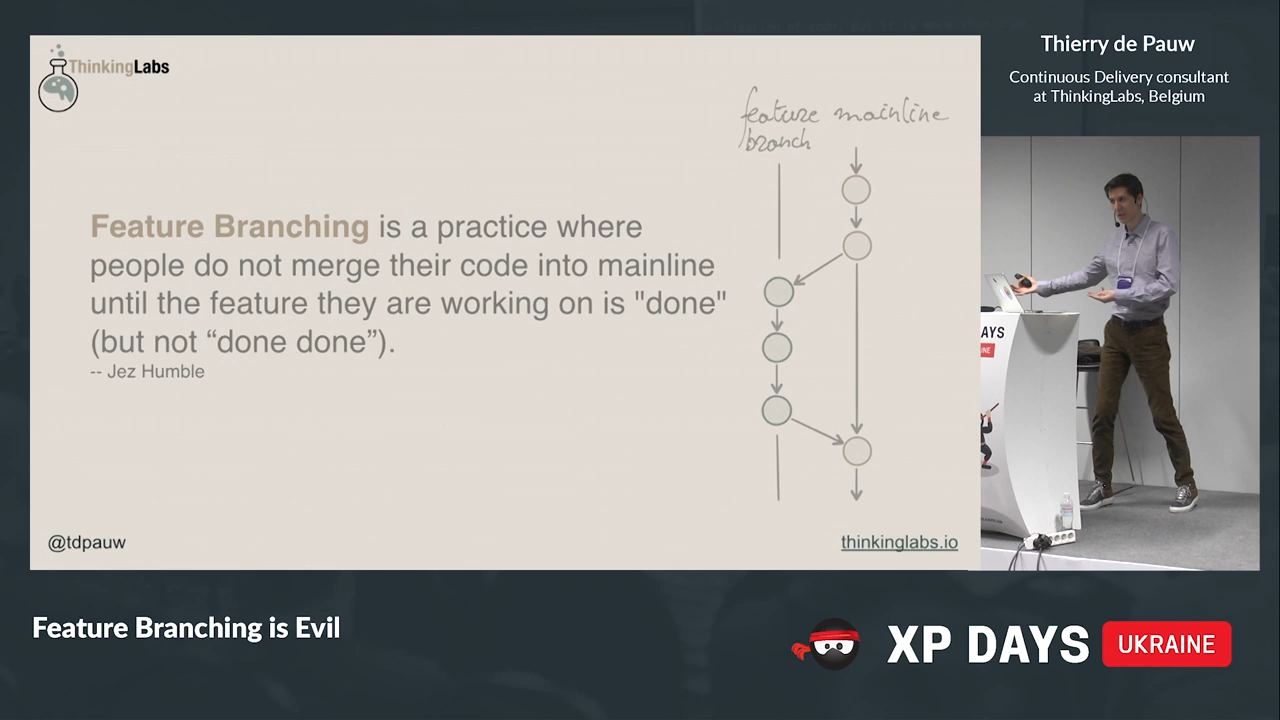 ThinkingLabs
feature mainline
branch
Feature Branching is a practice where
people do not merge their code into mainline
until the feature they are working on is "done"
(but not “done done”).
-- Jez Humble
@tdpauw
thinkinglabs.io
Thierry de Pauw
Continuous Delivery consultant
at ThinkingLabs, Belgium
AYS
INE
Feature Branching is Evil
XP DAYS UKRAINE